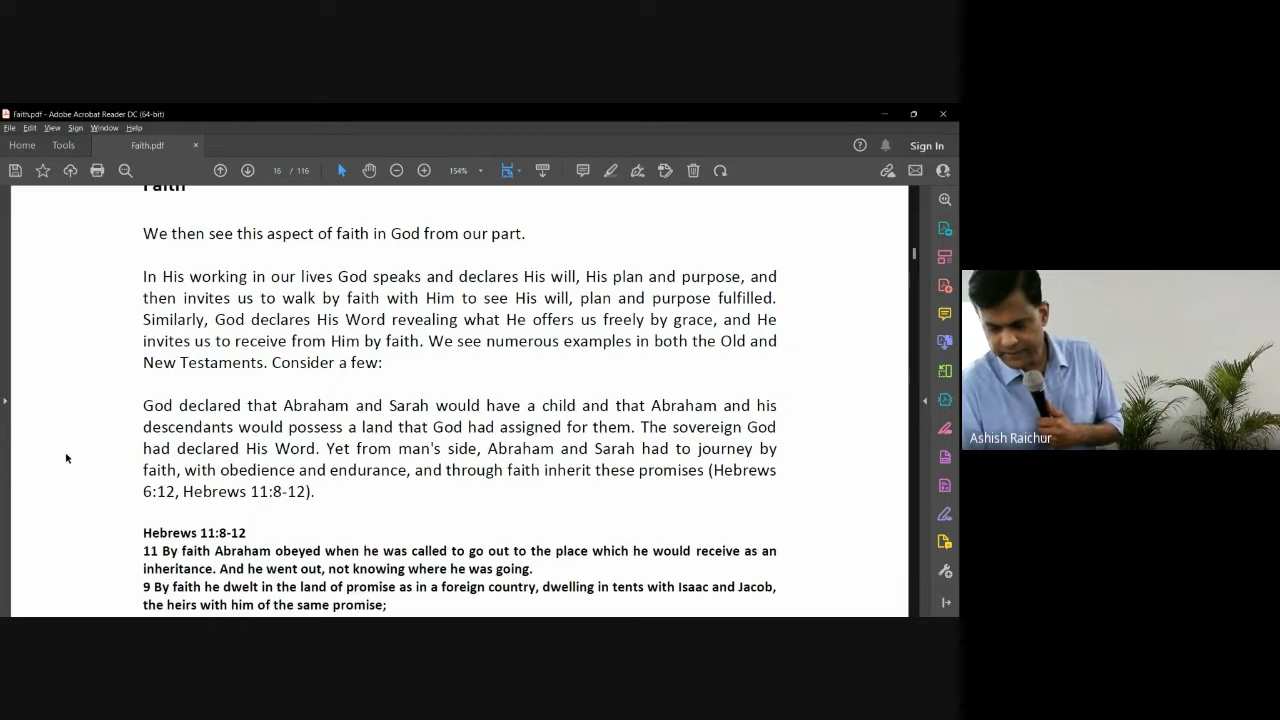 Faith.pdf - Adobe Acrobat Reader DC (64-bit)
File Edit View Sign Window Help
Home Tools Faith.pdf × Sign In
16 / 116 154%
Faith
We then see this aspect of faith in God from our part.
In His working in our lives God speaks and declares His will, His plan and purpose, and
then invites us to walk by faith with Him to see His will, plan and purpose fulfilled.
Similarly, God declares His Word revealing what He offers us freely by grace, and He
invites us to receive from Him by faith. We see numerous examples in both the Old and
New Testaments. Consider a few:
God declared that Abraham and Sarah would have a child and that Abraham and his
descendants would possess a land that God had assigned for them. The sovereign God
had declared His Word. Yet from man's side, Abraham and Sarah had to journey by
faith, with obedience and endurance, and through faith inherit these promises (Hebrews
6:12, Hebrews 11:8-12).
Hebrews 11:8-12
11 By faith Abraham obeyed when he was called to go out to the place which he would receive as an
inheritance. And he went out, not knowing where he was going.
9 By faith he dwelt in the land of promise as in a foreign country, dwelling in tents with Isaac and Jacob,
the heirs with him of the same promise;
Ashish Raichur